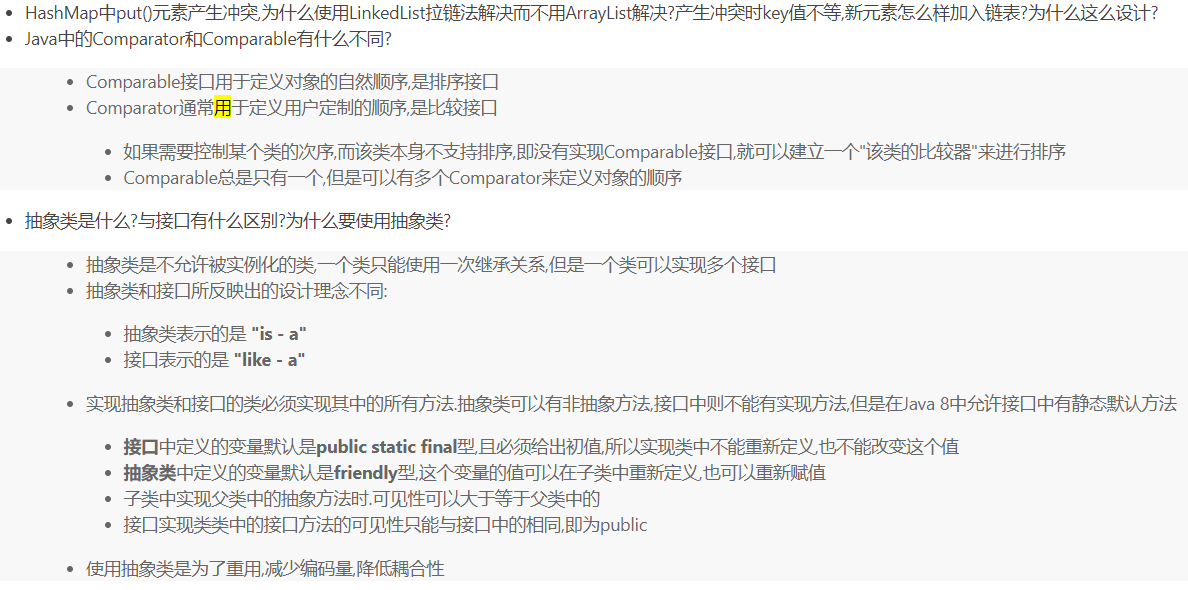 HashMap中put()元素产生冲突,为什么使用LinkedList拉链法解决而不用ArrayList解决?产生冲突时key值不等,新元素怎么样加入链表?为什么这么设计?
Java中的Comparator和Comparable有什么不同?
Comparable接口用于定义对象的自然顺序,是排序接口
Comparator通常用于定义用户定制的顺序,是比较接口
如果需要控制某个类的次序,而该类本身不支持排序,即没有实现Comparable接口,就可以建立一个"该类的比较器"来进行排序
Comparable总是只有一个,但是可以有多个Comparator来定义对象的顺序
抽象类是什么?与接口有什么区别?为什么要使用抽象类?
抽象类是不允许被实例化的类,一个类只能使用一次继承关系,但是一个类可以实现多个接口
抽象类和接口所反映出的设计理念不同:
抽象类表示的是 "is - a"
接口表示的是 "like - a"
实现抽象类和接口的类必须实现其中的所有方法.抽象类可以有非抽象方法,接口中则不能有实现方法,但是在Java 8中允许接口中有静态默认方法
接口中定义的变量默认是public static final型,且必须给出初值,所以实现类中不能重新定义,也不能改变这个值
抽象类中定义的变量默认是friendly型,这个变量的值可以在子类中重新定义,也可以重新赋值
子类中实现父类中的抽象方法时.可见性可以大于等于父类中的
接口实现类类中的接口方法的可见性只能与接口中的相同,即为public
使用抽象类是为了重用,减少编码量,降低耦合性